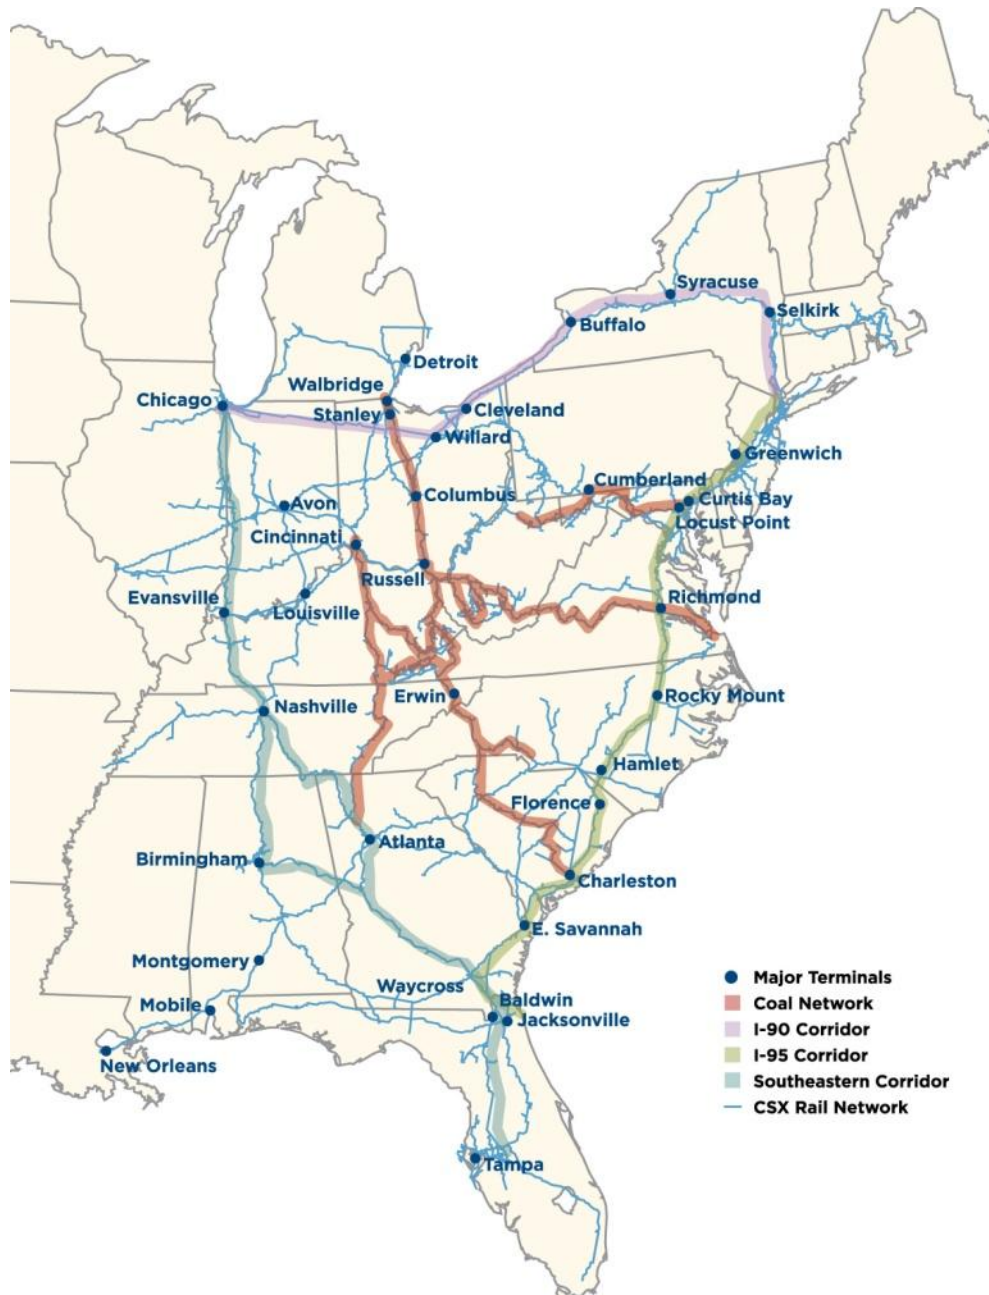 Syracuse
Selkirk
Buffalo
Detroit
Walbridge
Chicago
Stanley
Cleveland
Willard
Greenwich
Cumberland
Columbus
Curtis Bay
Avon
Locust Point
Cincinnati
Russell
Evansville
Louisville
Richmond
Erwin
Rocky Mount
Nashville
Hamlet
Florence
Atlanta
Birmingham
Charleston
E. Savannah
Montgomery
Waycross
Mobile
Baldwin
Jacksonville
New Orleans
Tampa
Major Terminals
Coal Network
I-90 Corridor
I-95 Corridor
Southeastern Corridor
CSX Rail Network